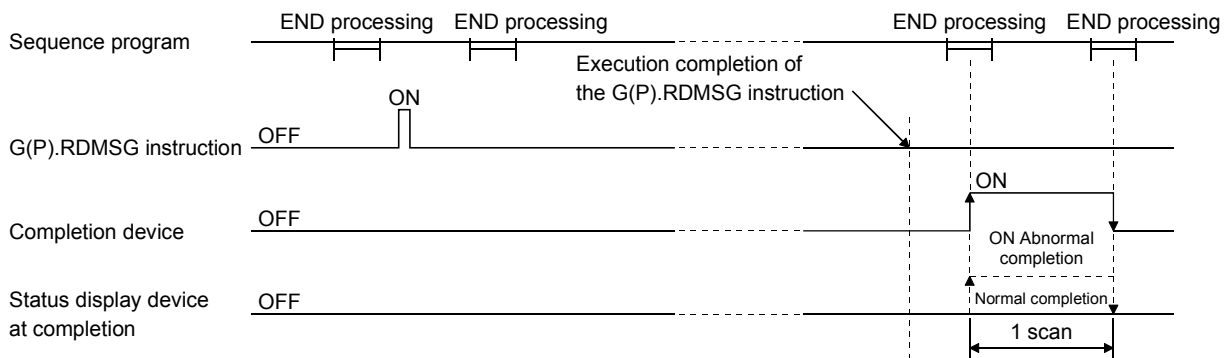 END processing END processing END processing END processing
Sequence program
Execution completion of
the G(P).RDMSG instruction
ON
OFF
G(P).RDMSG instruction
ON
OFF
Completion device
ON Abnormal
completion
Status display device
at completion
OFF
Normal completion
1 scan